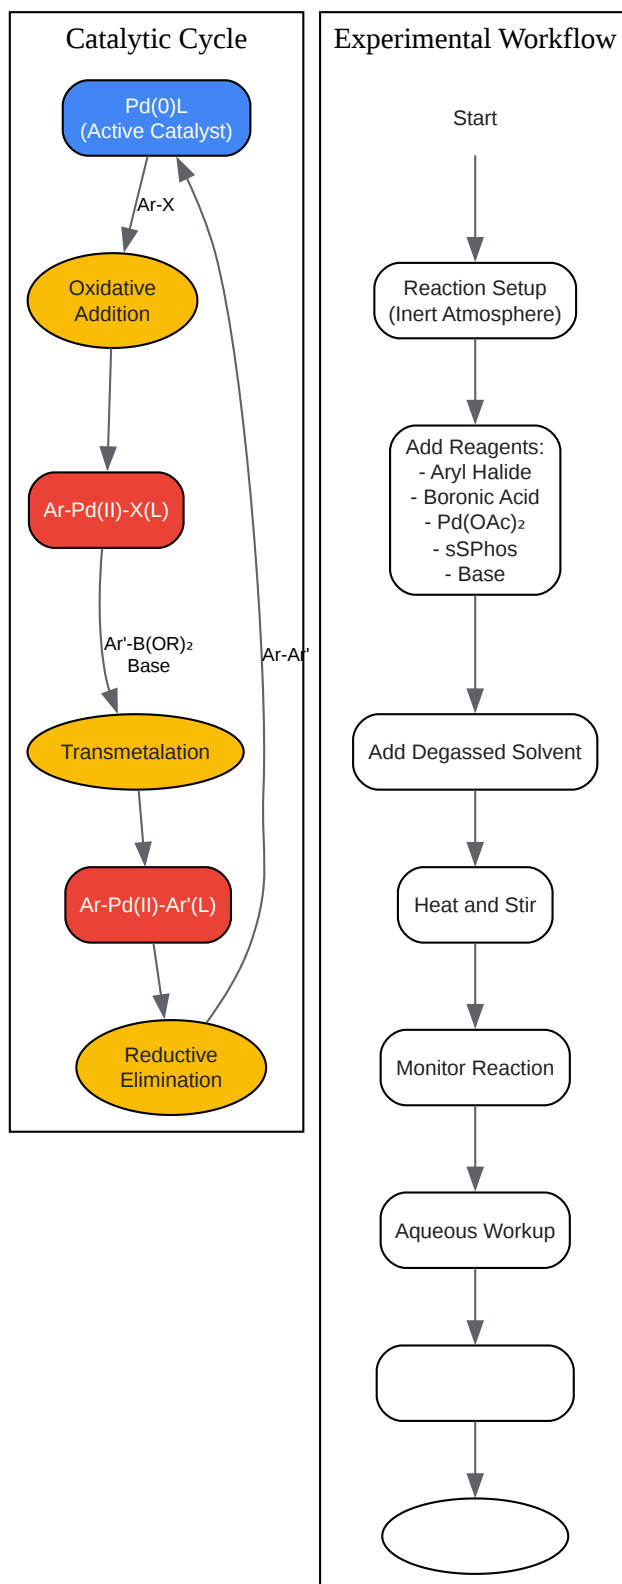 Catalytic Cycle
Pd(0)L
(Active Catalyst)
Ar-X
Oxidative
Addition
Ar-Pd(II)-X(L)
Ar'-B(OR)₂
Base
Ar-Ar'
Transmetalation
Ar-Pd(II)-Ar'(L)
Reductive
Elimination
Experimental Workflow
Start
Reaction Setup
(Inert Atmosphere)
Add Reagents:
- Aryl Halide
- Boronic Acid
- Pd(OAc)₂
- sSPhos
- Base
Add Degassed Solvent
Heat and Stir
Monitor Reaction
Aqueous Workup